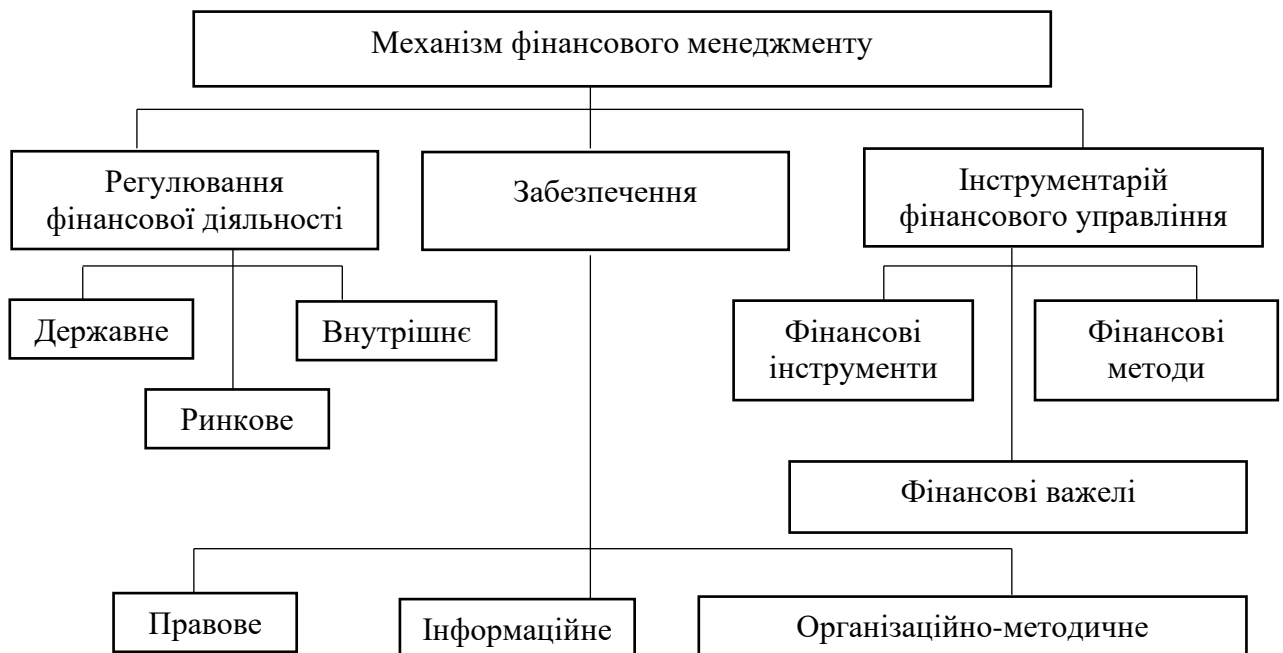 Механізм фінансового менеджменту
Регулювання
фінансової діяльності
Забезпечення
Інструментарій
фінансового управління
Державне
Внутрішнє
Ринкове
Фінансові
інструменти
Фінансові
методи
Фінансові важелі
Правове
Інформаційне
Організаційно-методичне